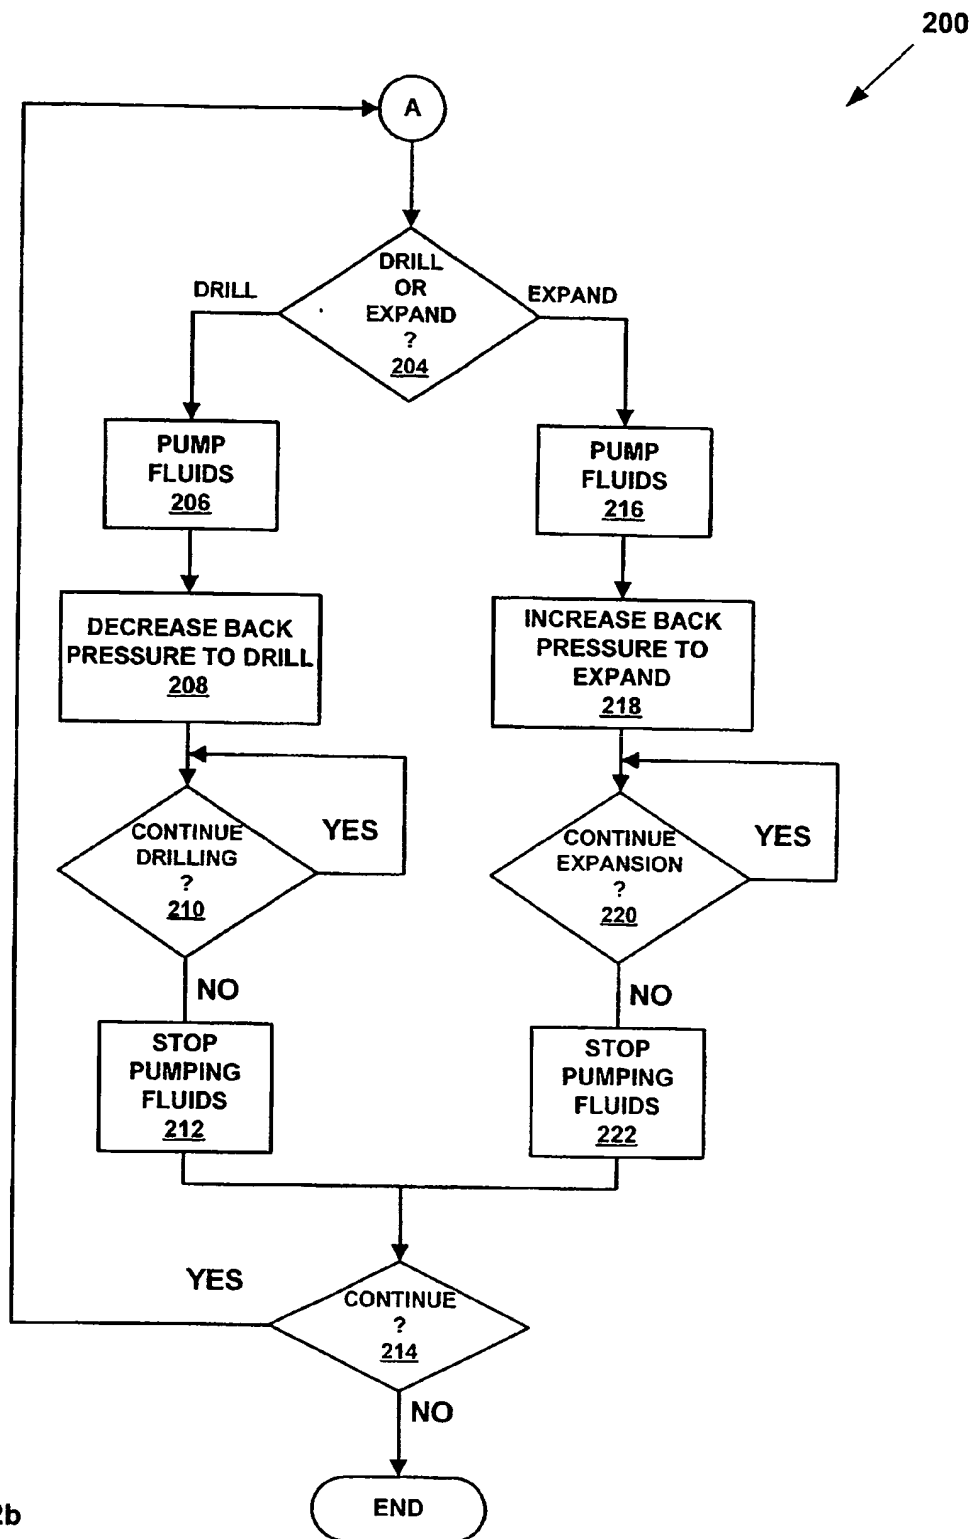 200
A
DRILL
OR
EXPAND
?
204
DRILL
EXPAND
PUMP
FLUIDS
206
PUMP
FLUIDS
216
DECREASE BACK
PRESSURE TO DRILL
208
INCREASE BACK
PRESSURE TO
EXPAND
218
CONTINUE
DRILLING
?
210
YES
CONTINUE
EXPANSION
?
220
YES
NO
NO
STOP
PUMPING
FLUIDS
212
STOP
PUMPING
FLUIDS
222
YES
CONTINUE
?
214
NO
END
2b